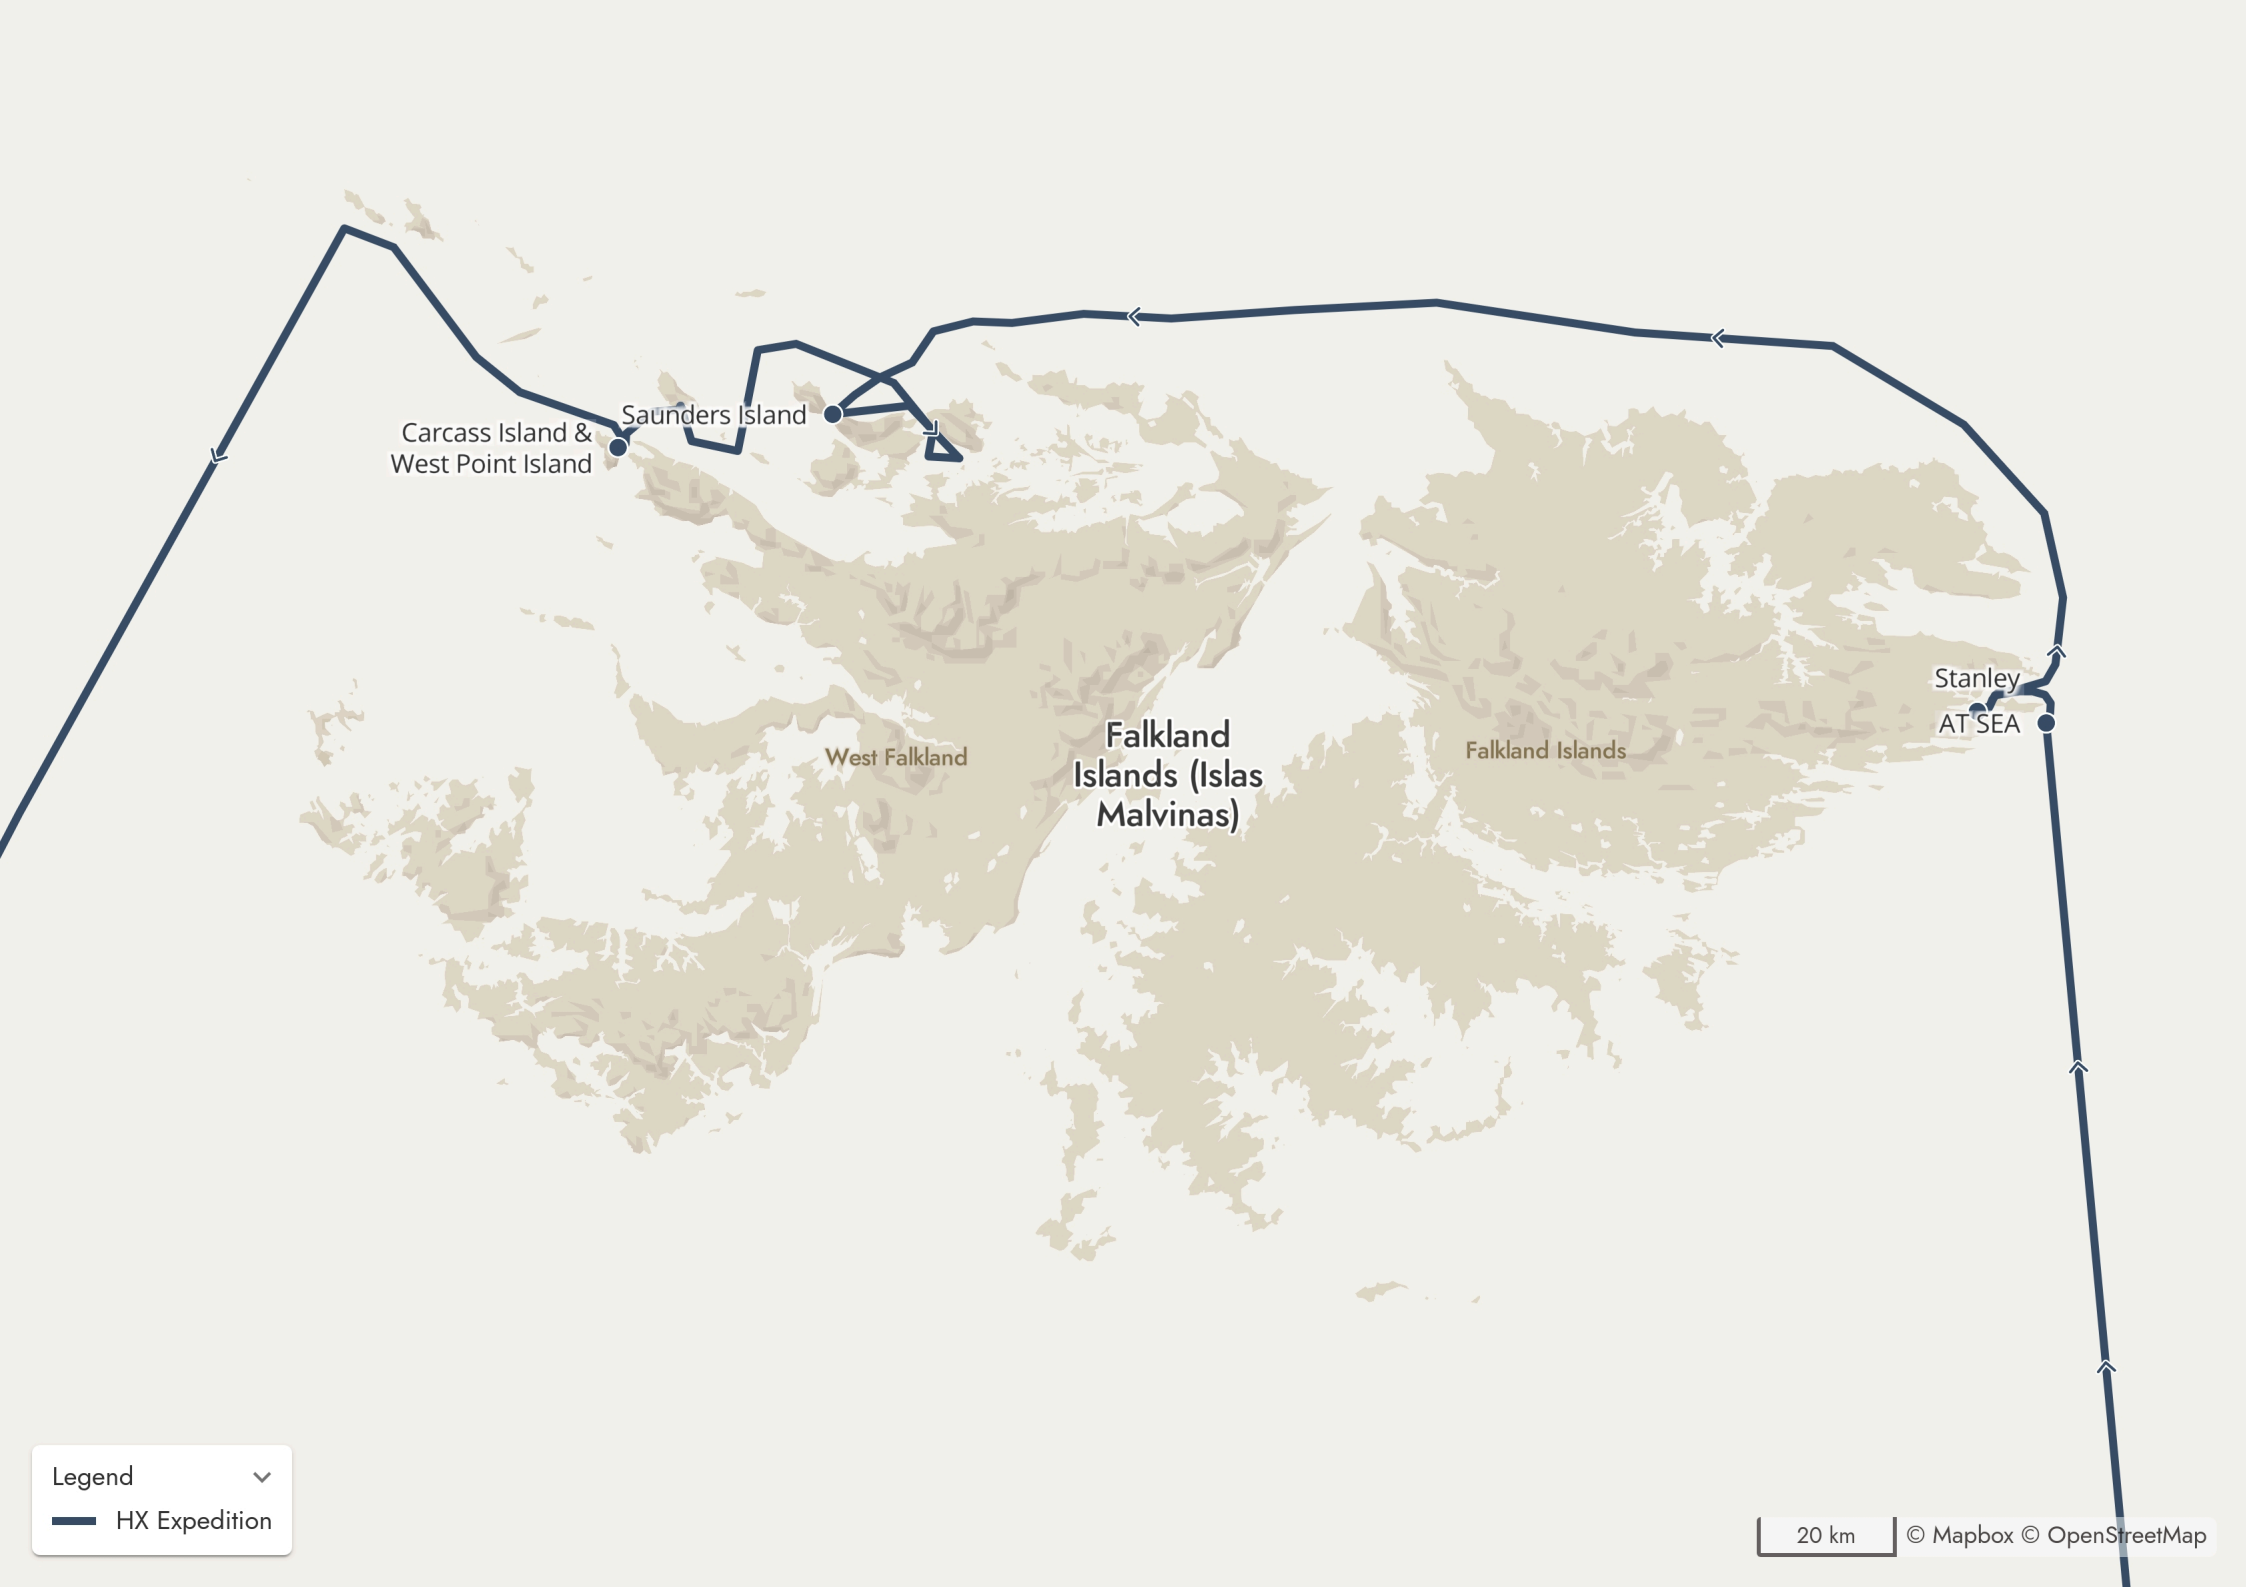 Saunders Island
Carcass Island &
West Point Island
Stanley
AT SEA
Falkland
Islands (Islas
Malvinas)
West Falkland
Falkland Islands
Legend
HX Expedition
20 km
© Mapbox © OpenStreetMap